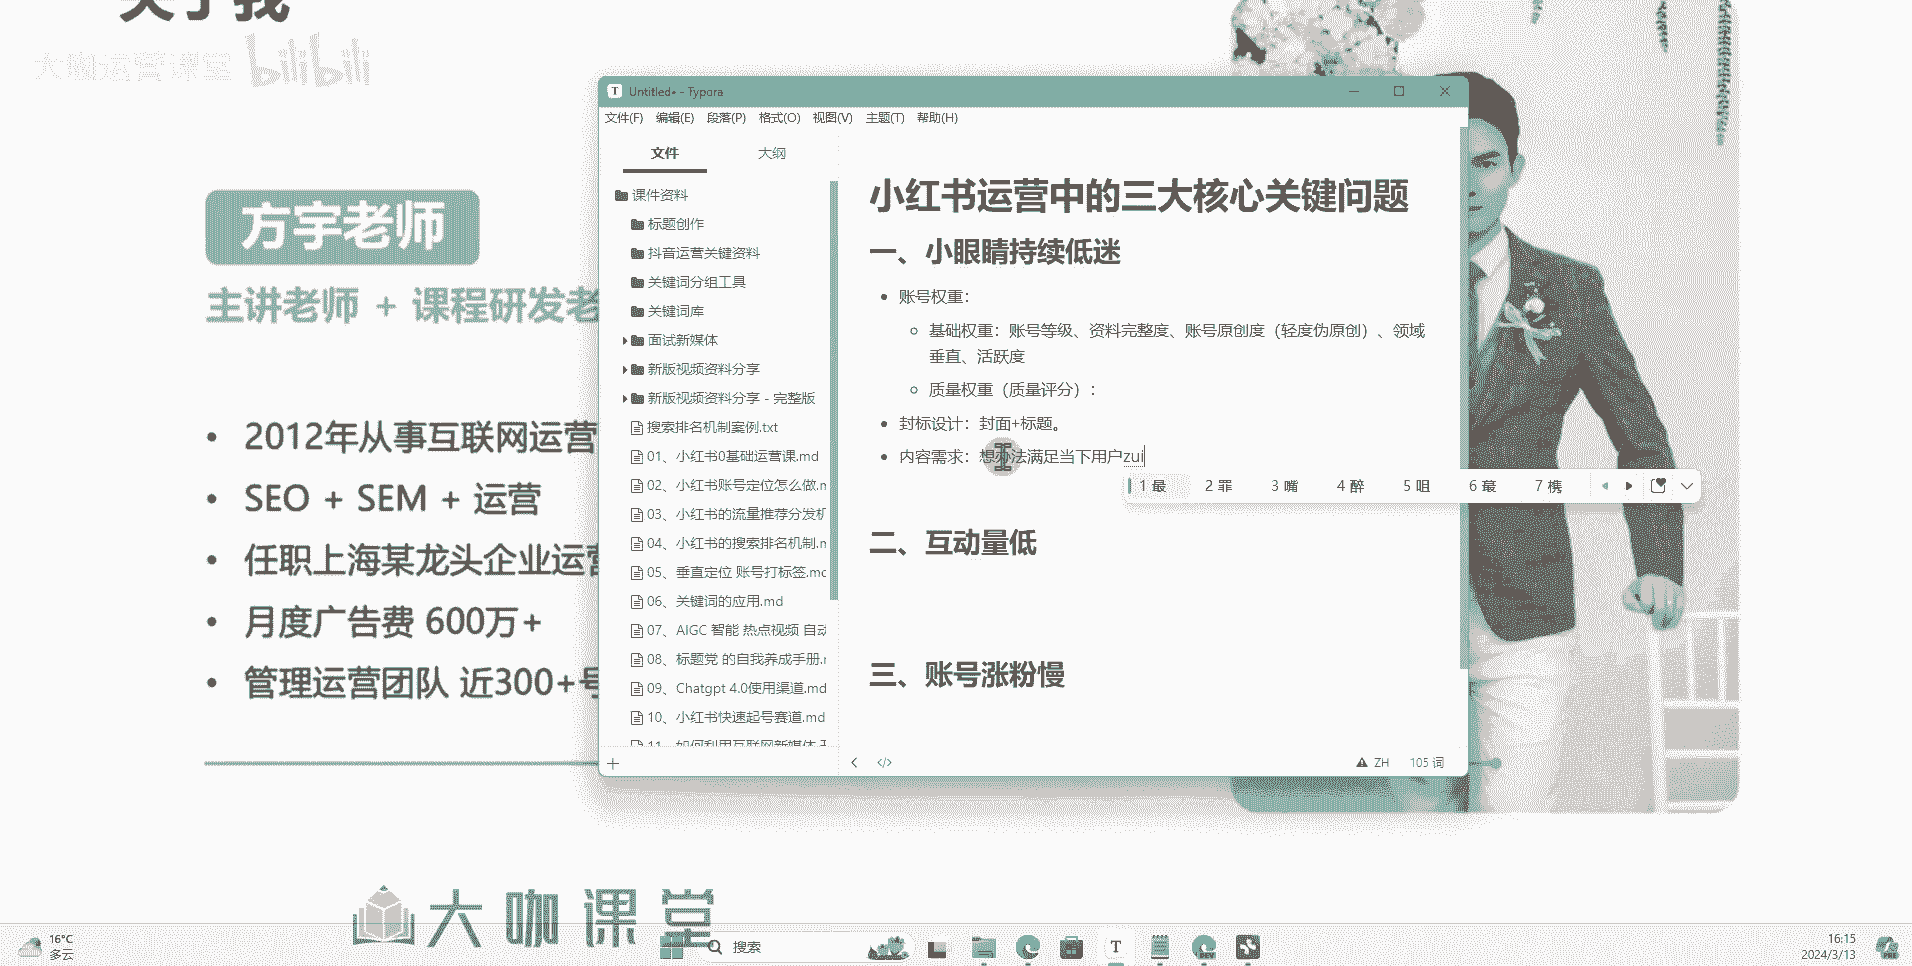 关于我
大咖运营课堂 bilibili
方宇老师
主讲老师 + 课程研发老
• 2012年从事互联网运营
• SEO + SEM + 运营
• 任职上海某龙头企业运营
• 月度广告费 600万+
• 管理运营团队 近300+号
Untitled• - Typora
文件(F) 编辑(E) 段落(P) 格式(O) 视图(V) 主题(T) 帮助(H)
文件 大纲
课件资料
标题创作
抖音运营关键资料
关键词分组工具
关键词库
面试新媒体
新版视频资料分享
新版视频资料分享 - 完整版
搜索排名机制案例.txt
01、小红书0基础运营课.md
02、小红书账号定位怎么做.m
03、小红书的流量推荐分发机
04、小红书的搜索排名机制.m
05、垂直定位 账号打标签.md
06、关键词的应用.md
07、AIGC 智能 热点视频 自动
08、标题党 的自我养成手册.
09、Chatgpt 4.0使用渠道.md
10、小红书快速起号赛道.md
11、如何利用互联网新媒体
小红书运营中的三大核心关键问题
一、小眼睛持续低迷
• 账号权重：
基础权重：账号等级、资料完整度、账号原创度（轻度伪原创）、领域
垂直、活跃度
质量权重（质量评分）：
• 封标设计：封面+标题。
• 内容需求：想办法满足当下用户zui
1 最 2 罪 3 嘴 4 醉 5 咀 6 蕞 7 槜
二、互动量低
三、账号涨粉慢
ZH 105 词
大咖课堂
16°C
多云
搜索
T
DEV
16:15
2024/3/13
PRE